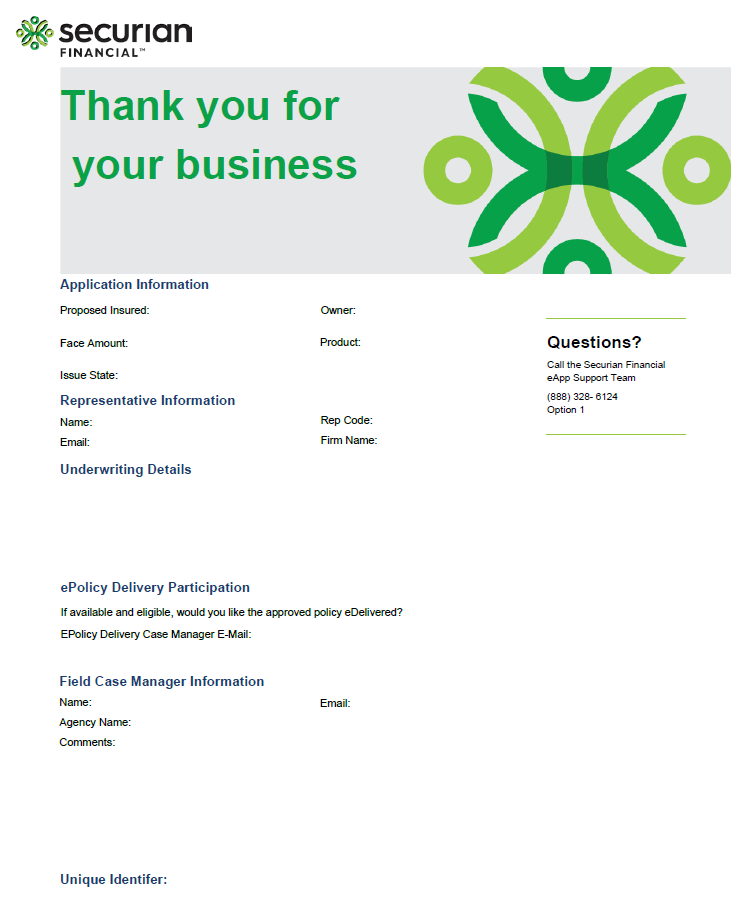 securian
FINANCIAL™
Thank you for
your business
Application Information
Proposed Insured:
Owner:
Face Amount:
Product:
Issue State:
Questions?
Call the Securian Financial
eApp Support Team
(888) 328- 6124
Option 1
Representative Information
Name:
Rep Code:
Email:
Firm Name:
Underwriting Details
ePolicy Delivery Participation
If available and eligible, would you like the approved policy eDelivered?
EPolicy Delivery Case Manager E-Mail:
Field Case Manager Information
Name:
Email:
Agency Name:
Comments:
Unique Identifer: